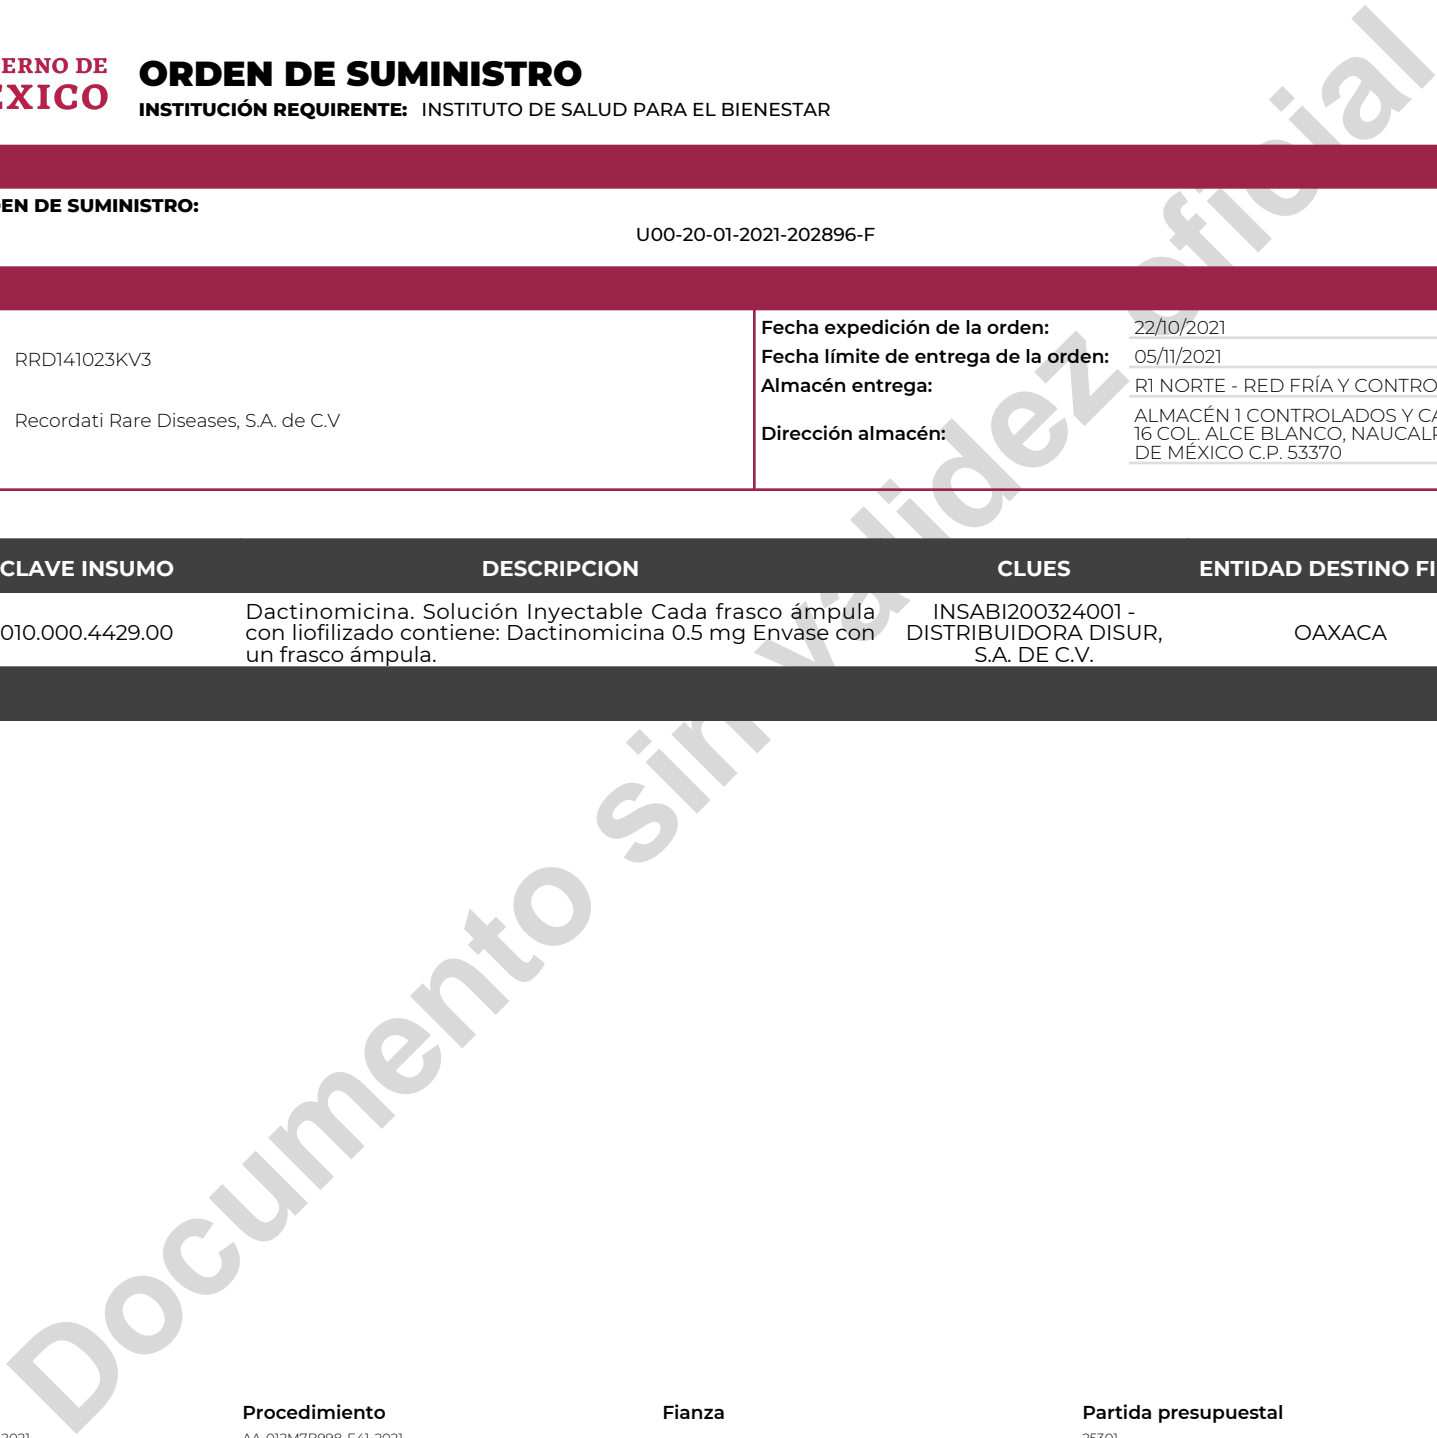 ERNO DE
ORDEN DE SUMINISTRO
INSTITUCIÓN REQUIRENTE: INSTITUTO DE SALUD PARA EL BIENESTAR
EN DE SUMINISTRO:
U00-20-01-2021-202896-F
Fecha expedición de la orden: 22/10/2021
RRD141023KV3
Fecha límite de entrega de la orden: 05/11/2021
Almacén entrega: R1 NORTE - RED FRÍA Y CONTRO
Recordati Rare Diseases, S.A. de C.V
Dirección almacén:
ALMACÉN 1 CONTROLADOS Y CA
16 COL. ALCE BLANCO, NAUCALP
DE MÉXICO C.P. 53370
CLAVE INSUMO DESCRIPCION CLUES ENTIDAD DESTINO FI
010.000.4429.00
Dactinomicina. Solución Inyectable Cada frasco ámpula
con liofilizado contiene: Dactinomicina 0.5 mg Envase con
un frasco ámpula.
INSABI200324001 -
DISTRIBUIDORA DISUR,
S.A. DE C.V.
OAXACA
Documento sin validez oficial
Procedimiento Fianza Partida presupuestal